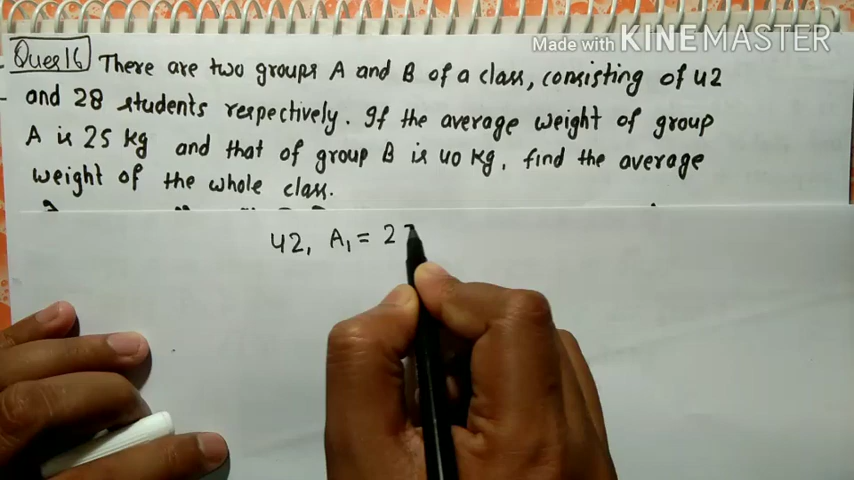 Made with KINEMASTER
Ques 16 There are two groups A and B of a class, consisting of 42
and 28 students respectively. If the average weight of group
A is 25 kg and that of group B is 40 kg, find the average
weight of the whole class.
42, A₁ = 2